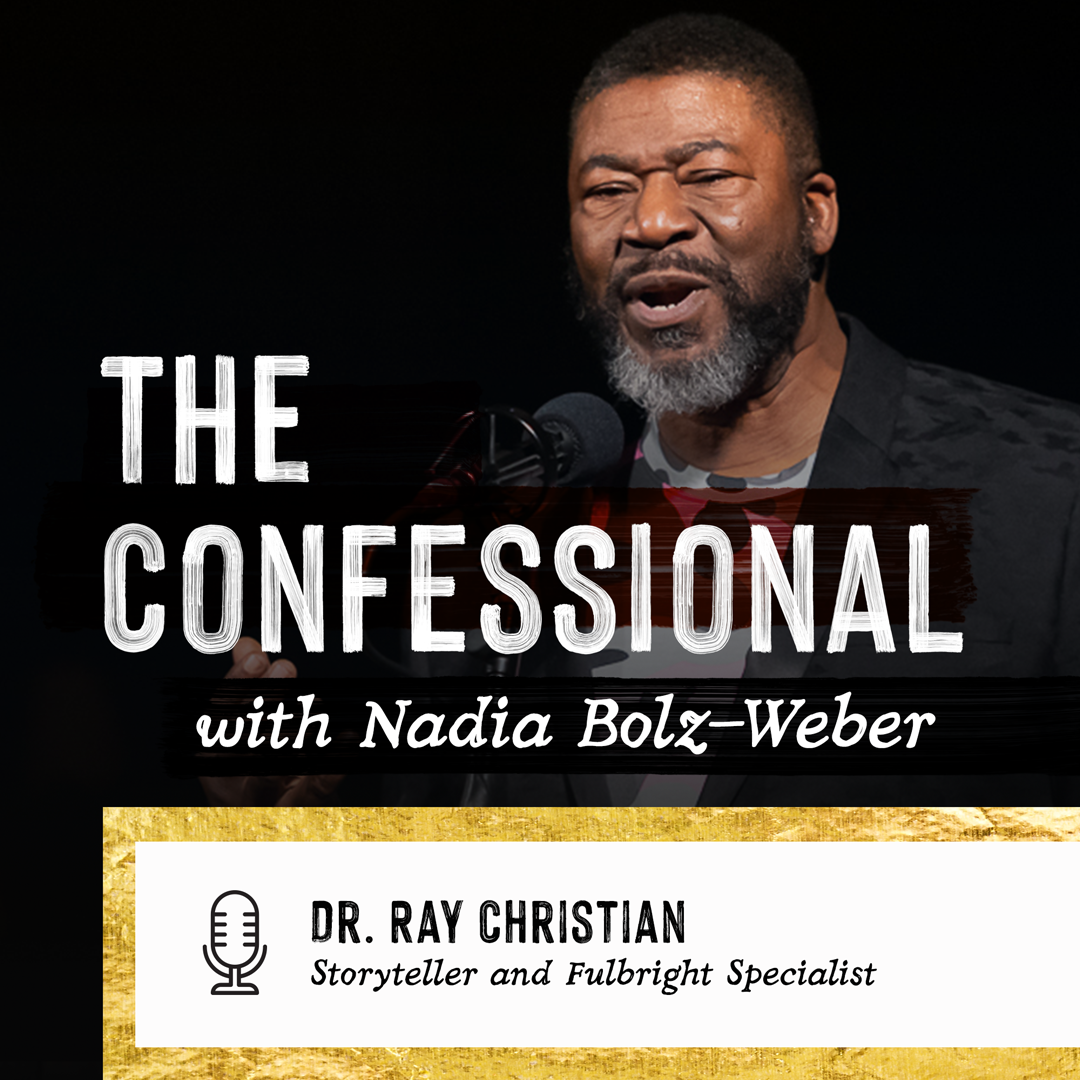 THE
CONFESSIONAL
with Nadia Bolz-Weber
DR. RAY CHRISTIAN
Storyteller and Fulbright Specialist